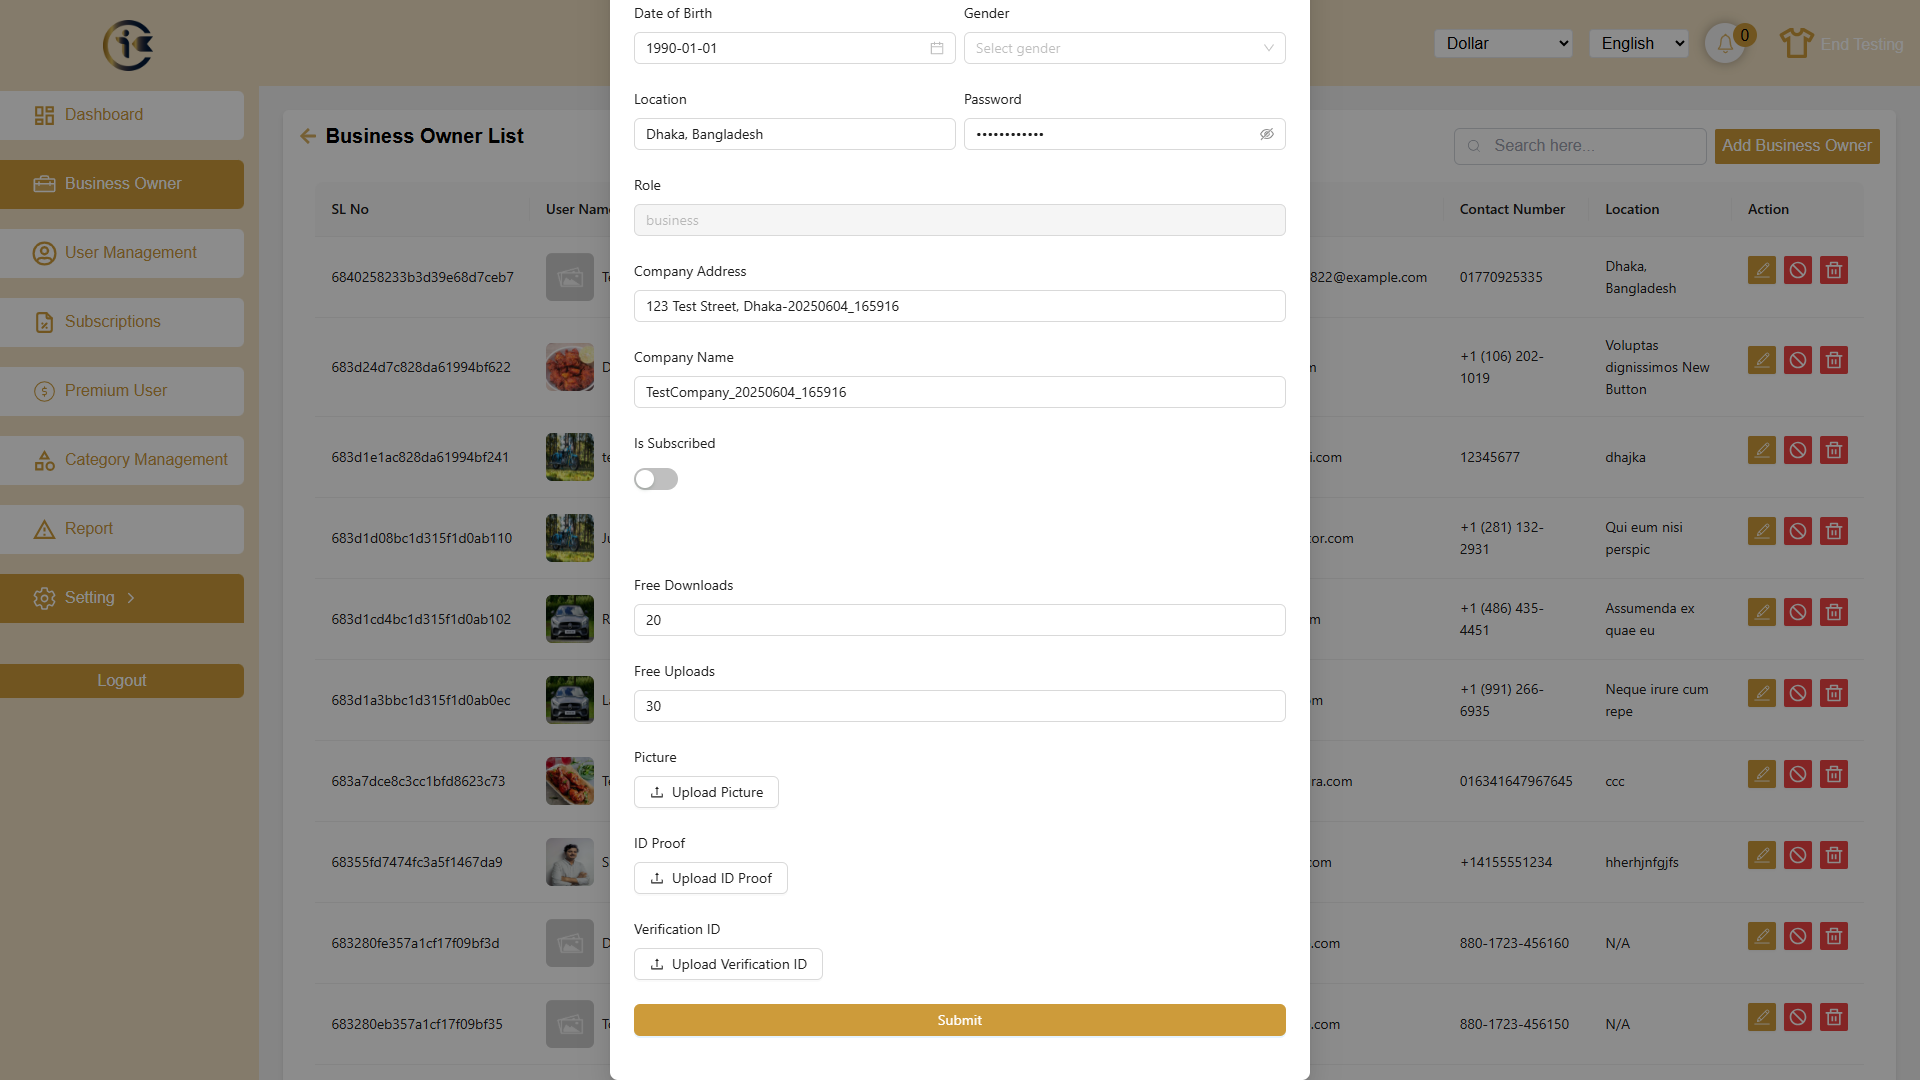 Dollar
English
0
End Testing
Dashboard
Business Owner
User Management
Subscriptions
Premium User
Category Management
Report
Setting
Logout
Business Owner List
Search here...
Add Business Owner
SL No
User Nam
Contact Number
Location
Action
6840258233b3d39e68d7ceb7
822@example.com
01770925335
Dhaka,
Bangladesh
683d24d7c828da61994bf622
+1 (106) 202-
1019
Voluptas
dignissimos New
Button
683d1e1ac828da61994bf241
i.com
12345677
dhajka
683d1d08bc1d315f1d0ab110
tor.com
+1 (281) 132-
2931
Qui eum nisi
perspic
683d1cd4bc1d315f1d0ab102
+1 (486) 435-
4451
Assumenda ex
quae eu
683d1a3bbc1d315f1d0ab0ec
+1 (991) 266-
6935
Neque irure cum
repe
683a7dce8c3cc1bfd8623c73
ra.com
016341647967645
ccc
68355fd7474fc3a5f1467da9
.com
+14155551234
hherhjnfgjfs
683280fe357a1cf17f09bf3d
.com
880-1723-456160
N/A
683280eb357a1cf17f09bf35
.com
880-1723-456150
N/A
Date of Birth
Gender
1990-01-01
Select gender
Location
Password
Dhaka, Bangladesh
••••••••••••
Role
business
Company Address
123 Test Street, Dhaka-20250604_165916
Company Name
TestCompany_20250604_165916
Is Subscribed
Free Downloads
20
Free Uploads
30
Picture
Upload Picture
ID Proof
Upload ID Proof
Verification ID
Upload Verification ID
Submit